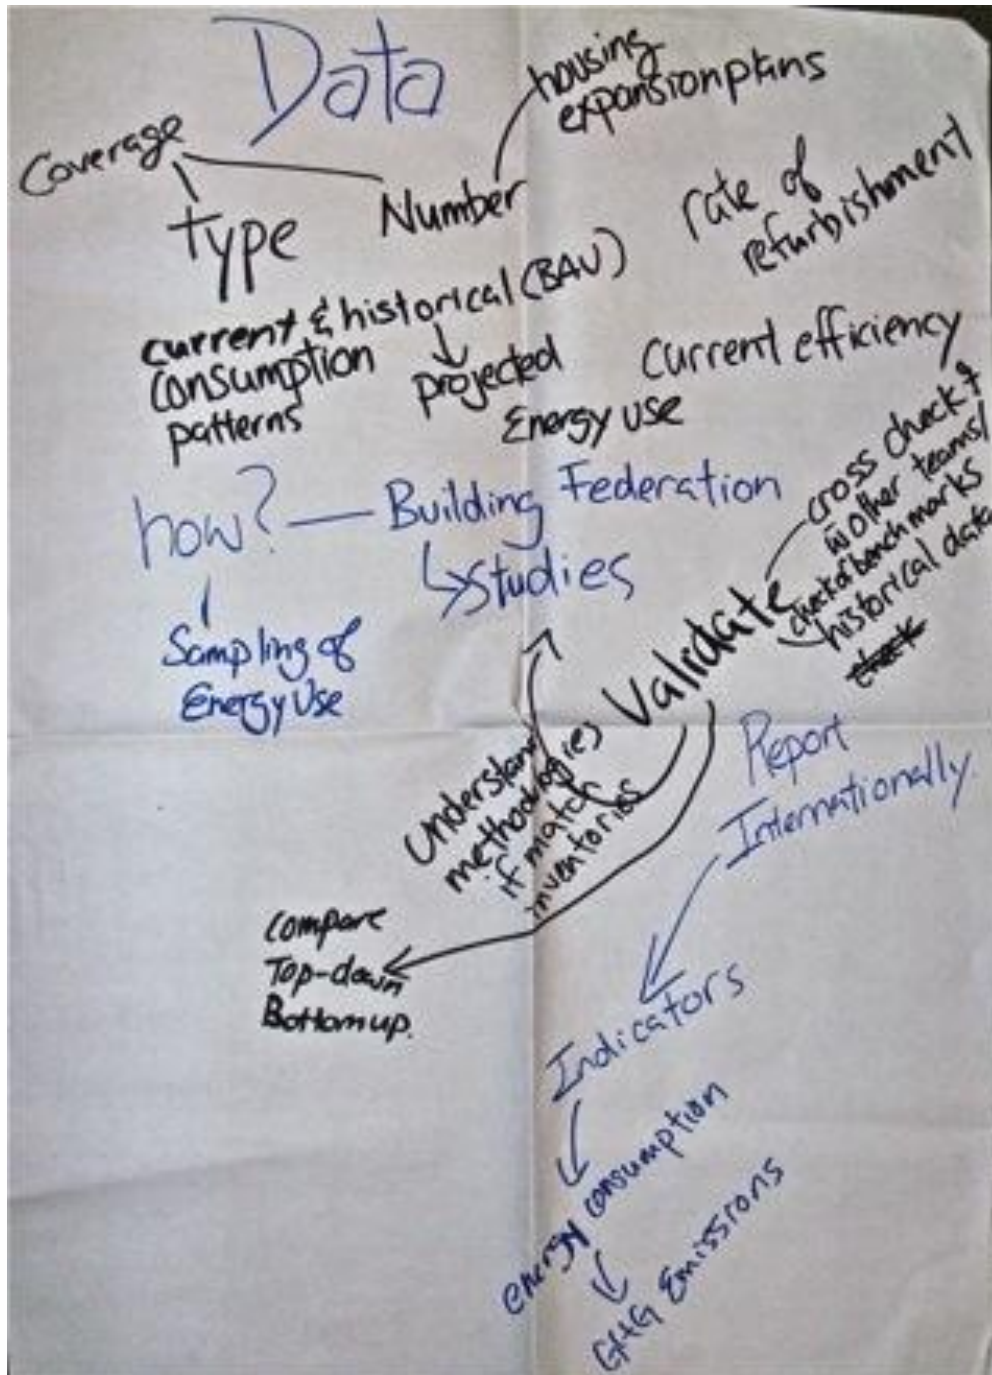 Data
housing
expansion plans
Coverage
Type
Number
rate of
refurbishment
current & historical (BAU)
consumption
patterns
projected
Energy use
Current efficiency
how? — Building Federation
↳ studies
Sampling of
Energy Use
Validate
cross check
w other teams/
benchmarks
historical data
Understand
methodologies
if match
inventories
Compare
Top-down
Bottom up.
Report
Internationally.
Indicators
energy consumption
GHG Emissions